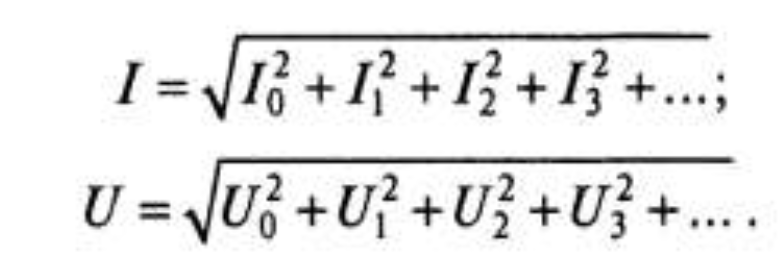 I = √I₀² + I₁² + I₂² + I₃² + ...;
U = √U₀² + U₁² + U₂² + U₃² + ... .